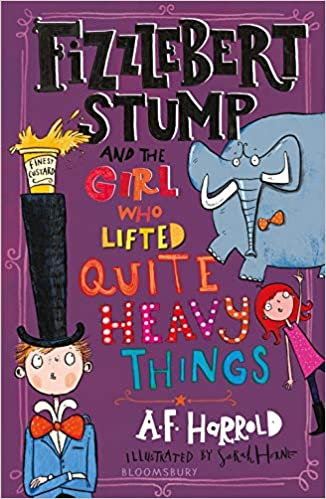 FiZZLEBERT
STUMP
AND THE
GIRL
WHO
LIFTED
QUITE
HEAVY
THINGS
A.F. HARROLD
ILLUSTRATED BY Sarah Horne
BLOOMSBURY
FINEST
CUSTARD